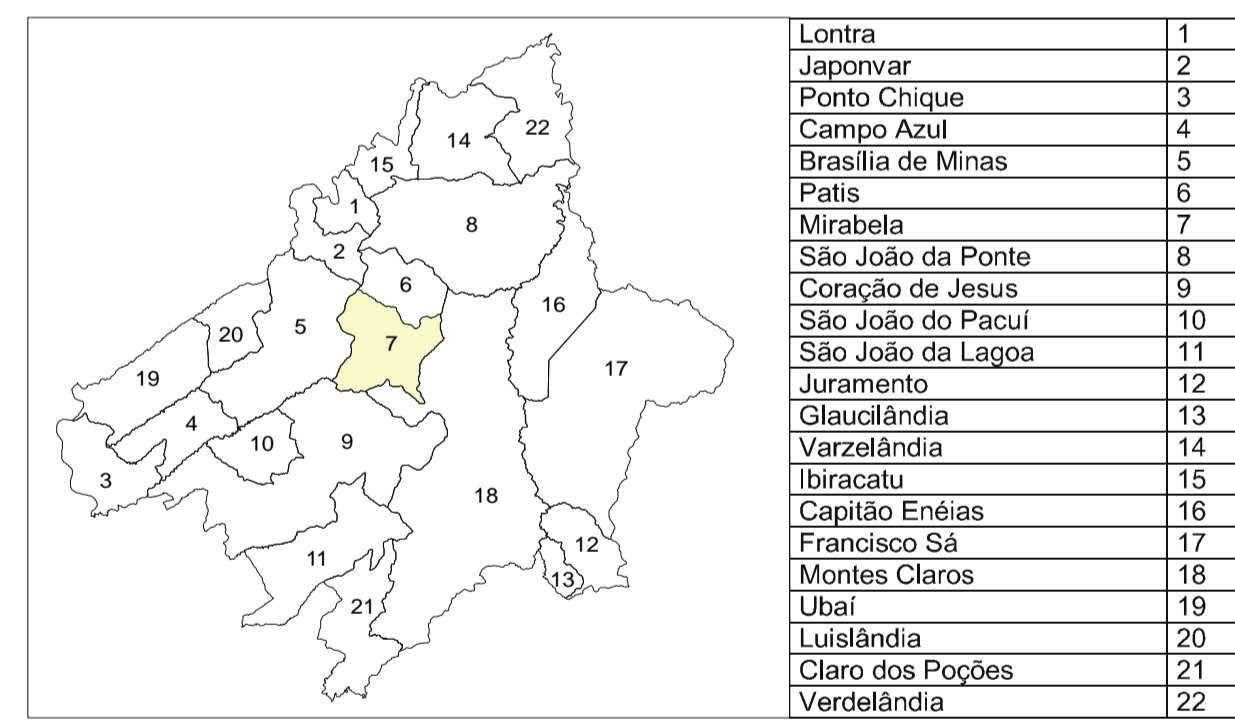 Lontra 1
Japonvar 2
Ponto Chique 3
Campo Azul 4
Brasília de Minas 5
Patis 6
Mirabela 7
São João da Ponte 8
Coração de Jesus 9
São João do Pacuí 10
São João da Lagoa 11
Juramento 12
Glaucilândia 13
Varzelândia 14
Ibiracatu 15
Capitão Enéias 16
Francisco Sá 17
Montes Claros 18
Ubaí 19
Luislândia 20
Claro dos Poções 21
Verdelândia 22
22
14
15
1
8
2
6
16
5
20
7
17
19
4
10
9
3
18
12
11
13
21